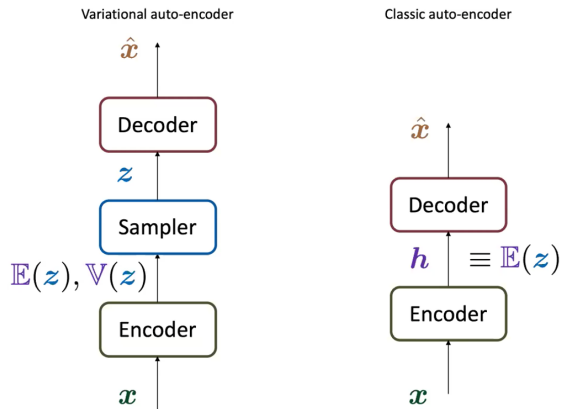 Variational auto-encoder
x̂
Decoder
z
Sampler
𝔼(z), 𝕍(z)
Encoder
x
Classic auto-encoder
x̂
Decoder
h ≡ 𝔼(z)
Encoder
x